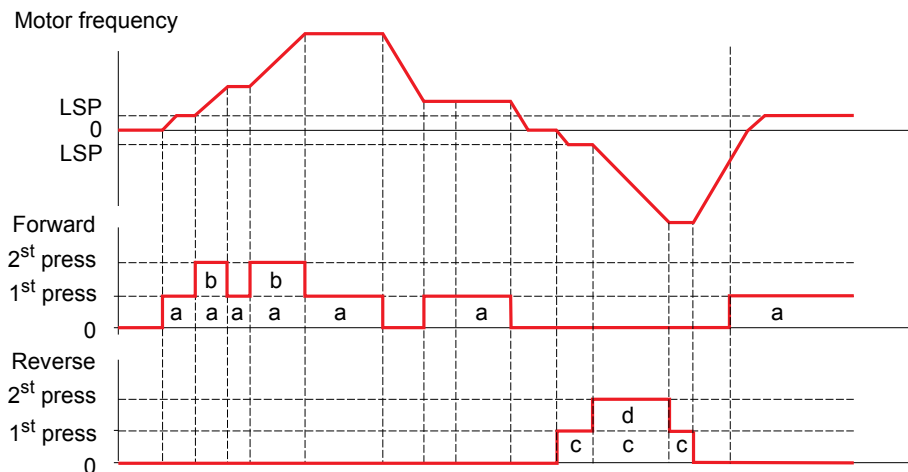 Motor frequency
LSP
0
LSP
Forward
2st press
b b
1st press
a a a a a a a
0
Reverse
2st press
d
1st press
c c c
0